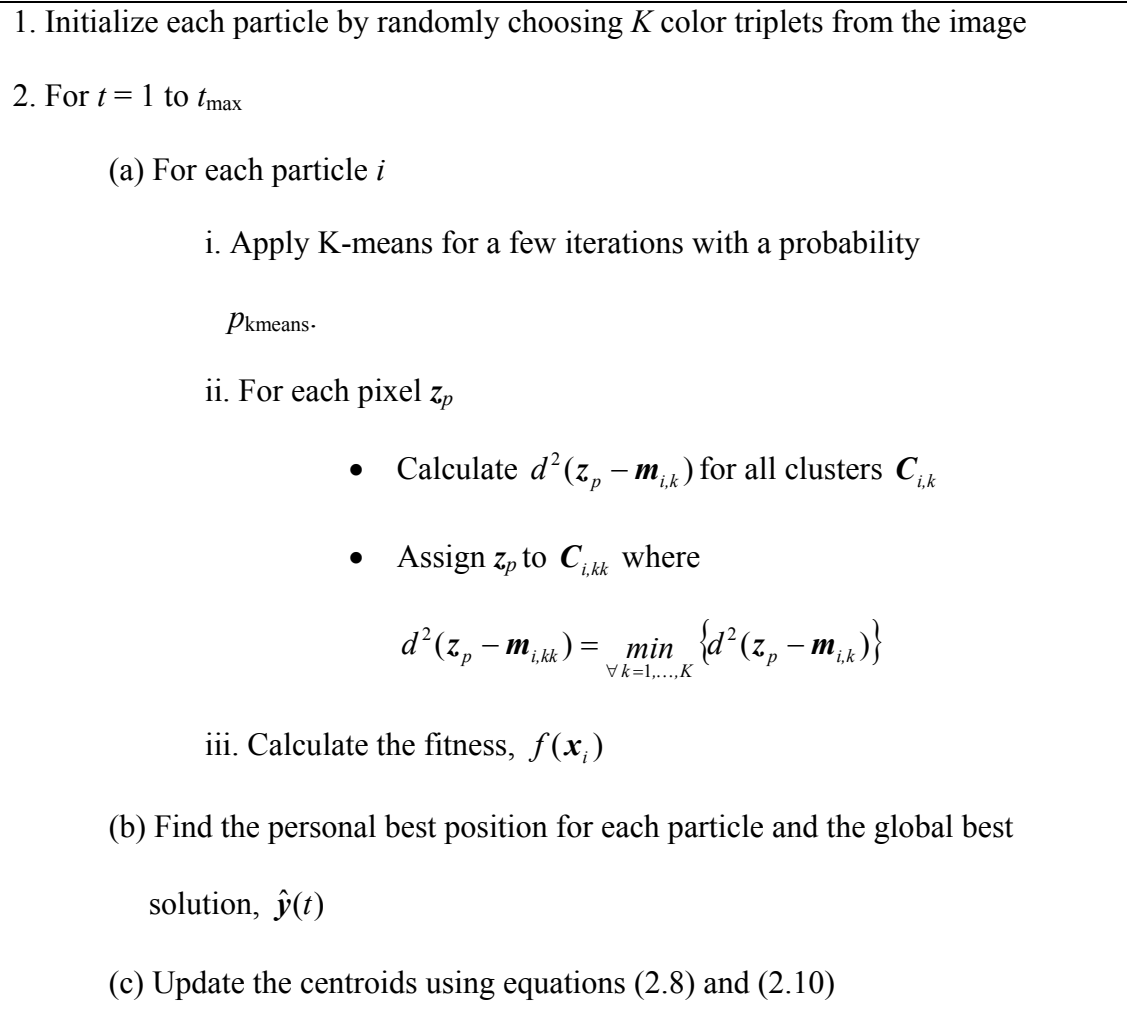 1. Initialize each particle by randomly choosing K color triplets from the image
2. For t = 1 to tmax
(a) For each particle i
i. Apply K-means for a few iterations with a probability
pkmeans.
ii. For each pixel zp
• Calculate d²(zp − mi,k) for all clusters Ci,k
• Assign zp to Ci,kk where
d²(zp − mi,kk) = min {d²(zp − mi,k)}
∀ k=1,...,K
iii. Calculate the fitness, f(xi)
(b) Find the personal best position for each particle and the global best
solution, ŷ(t)
(c) Update the centroids using equations (2.8) and (2.10)